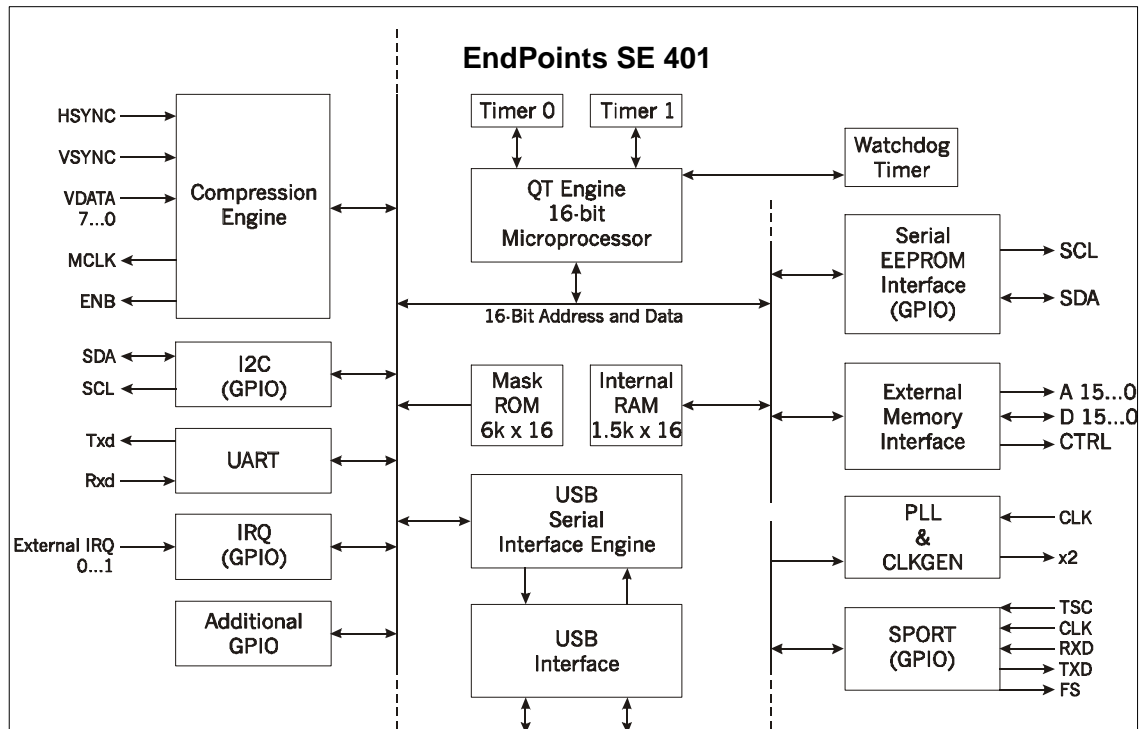 EndPoints SE 401
HSYNC
VSYNC
VDATA
7...0
MCLK
ENB
Compression
Engine
Timer 0
Timer 1
QT Engine
16-bit
Microprocessor
Watchdog
Timer
16-Bit Address and Data
Serial
EEPROM
Interface
(GPIO)
SCL
SDA
SDA
SCL
I2C
(GPIO)
Mask
ROM
6k x 16
Internal
RAM
1.5k x 16
External
Memory
Interface
A 15...0
D 15...0
CTRL
Txd
Rxd
UART
USB
Serial
Interface Engine
PLL
&
CLKGEN
CLK
x2
External IRQ
0...1
IRQ
(GPIO)
Additional
GPIO
USB
Interface
SPORT
(GPIO)
TSC
CLK
RXD
TXD
FS